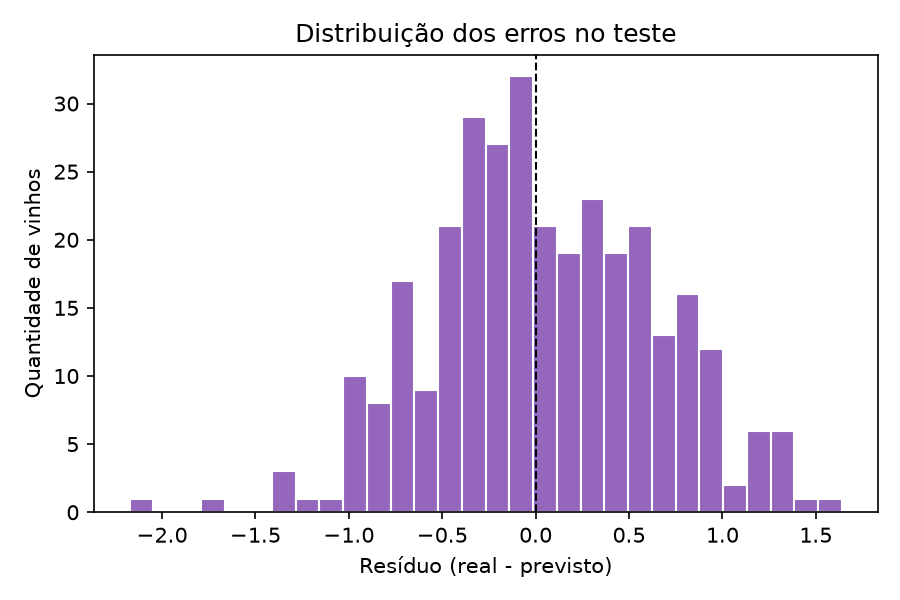 Distribuição dos erros no teste
Quantidade de vinhos
30
25
20
15
10
5
0
−2.0 −1.5 −1.0 −0.5 0.0 0.5 1.0 1.5
Resíduo (real - previsto)